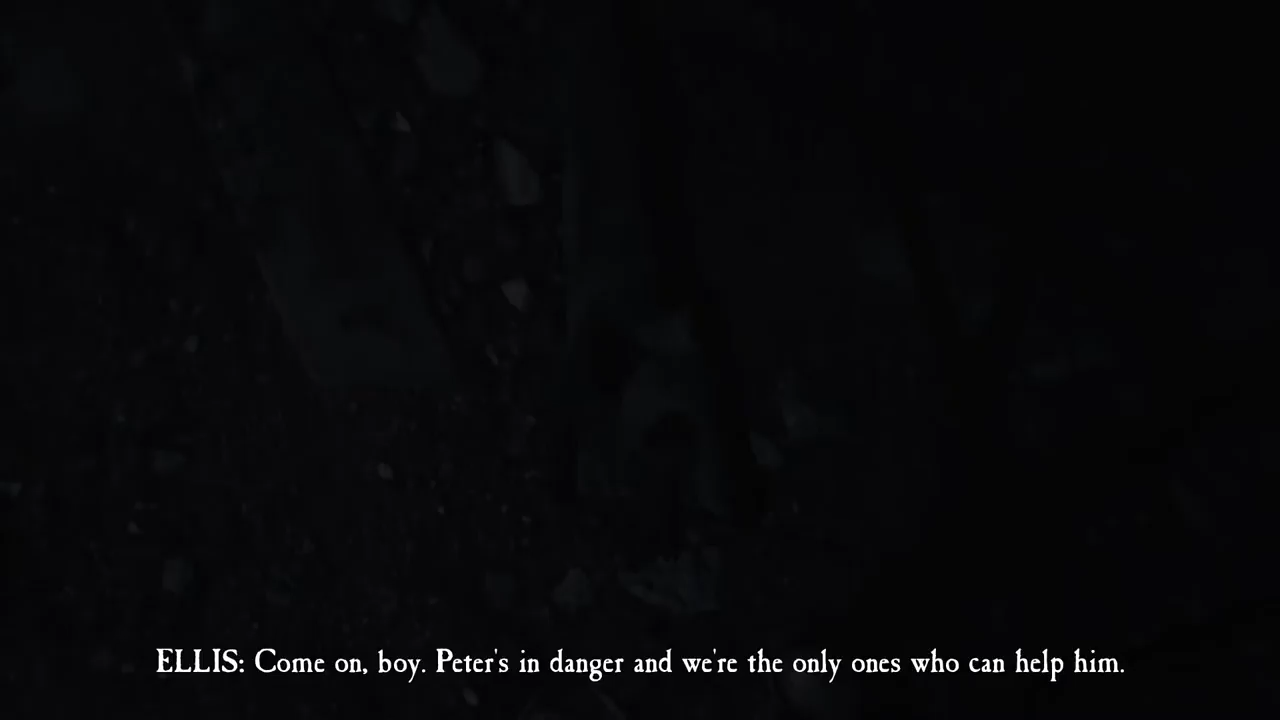 ELLIS: Come on, boy. Peter's in danger and we're the only ones who can help him.